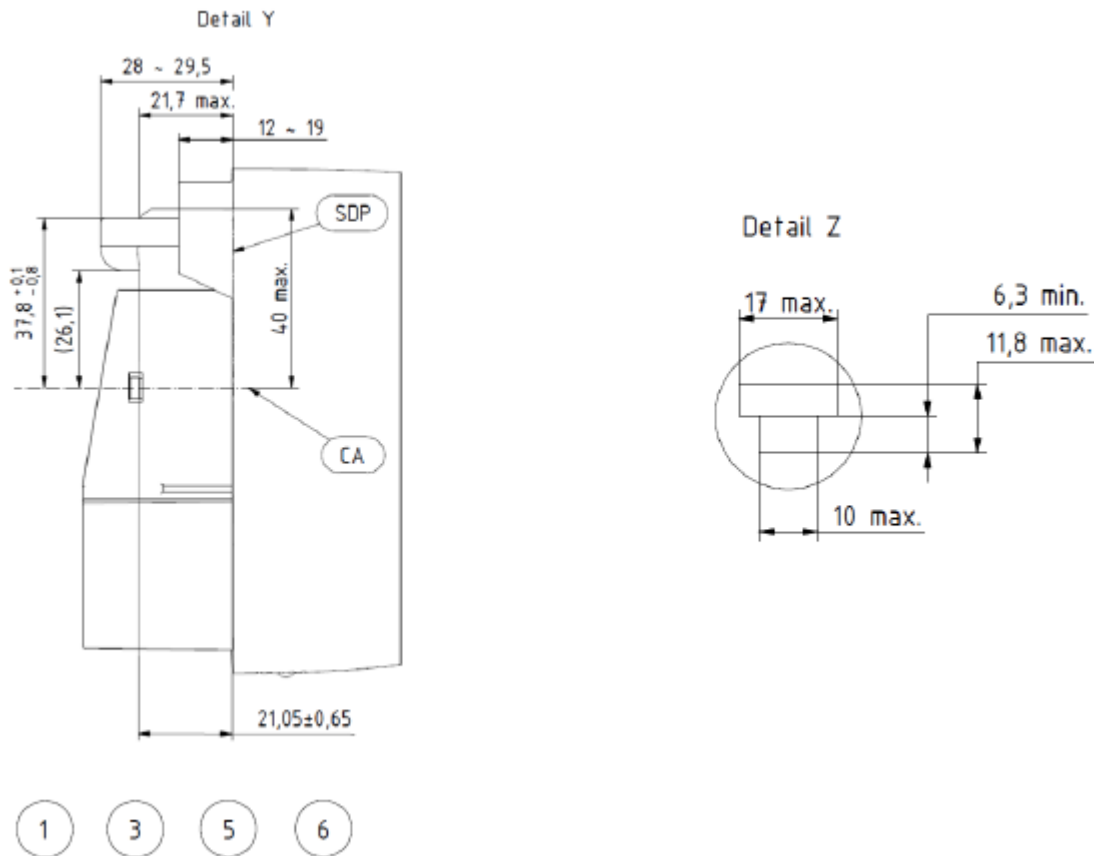 Detail Y
28 ~ 29,5
21,7 max.
12 ~ 19
SDP
40 max.
37,8 +0,1 -0,8
(26,1)
CA
21,05±0,65
Detail Z
17 max.
6,3 min.
11,8 max.
10 max.
1 3 5 6